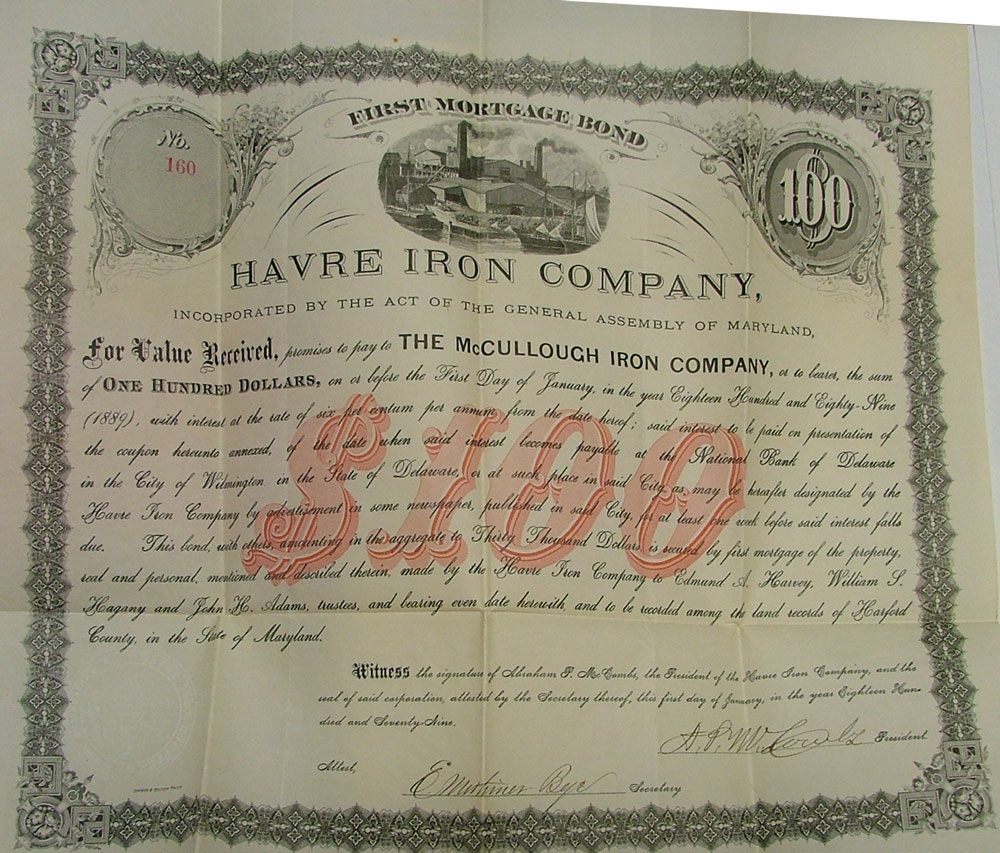 No.
160
FIRST MORTGAGE BOND
$100
HAVRE IRON COMPANY,
INCORPORATED BY THE ACT OF THE GENERAL ASSEMBLY OF MARYLAND,
For Value Received, promises to pay to THE McCULLOUGH IRON COMPANY, or to bearer, the sum
of ONE HUNDRED DOLLARS, on or before the First Day of January, in the year Eighteen Hundred and Eighty-Nine
(1889), with interest at the rate of six per centum per annum from the date hereof; said interest to be paid on presentation of
the coupon hereunto annexed, of the date when said interest becomes payable at the National Bank of Delaware
in the City of Wilmington in the State of Delaware, or at such place in said City, as may be hereafter designated by the
Havre Iron Company by advertisement in some newspaper, published in said City, for at least one week before said interest falls
due. This bond, with others, amounting in the aggregate to Thirty Thousand Dollars is secured by first mortgage of the property,
real and personal, mentioned and described therein, made by the Havre Iron Company to Edmund A. Harvey, William S.
Hagany and John H. Adams, trustees, and bearing even date herewith, and to be recorded among the land records of Harford
County, in the State of Maryland.
$100
Witness the signature of Abraham P. McCombs, the President of the Havre Iron Company, and the
seal of said corporation, attested by the Secretary thereof, this first day of January, in the year Eighteen Hun-
dred and Seventy-Nine.
A. P. McCombs President.
Attest,
E. Mortimer Bye Secretary